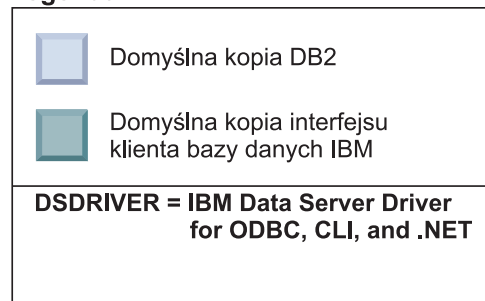 Domyślna kopia DB2
Domyślna kopia interfejsu
klienta bazy danych IBM
DSDRIVER = IBM Data Server Driver
for ODBC, CLI, and .NET